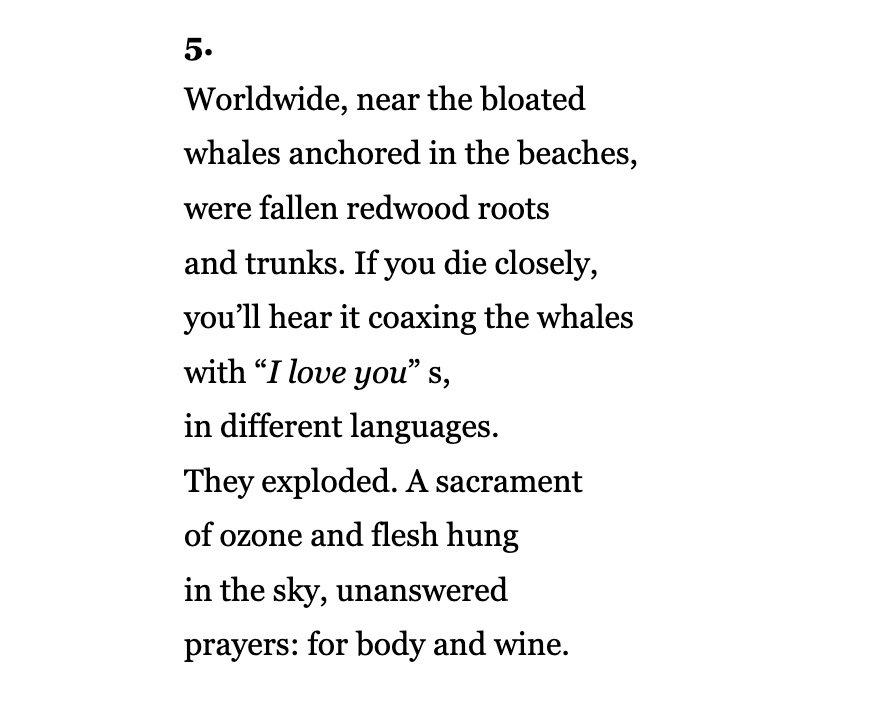 5.
Worldwide, near the bloated
whales anchored in the beaches,
were fallen redwood roots
and trunks. If you die closely,
you’ll hear it coaxing the whales
with “I love you” s,
in different languages.
They exploded. A sacrament
of ozone and flesh hung
in the sky, unanswered
prayers: for body and wine.